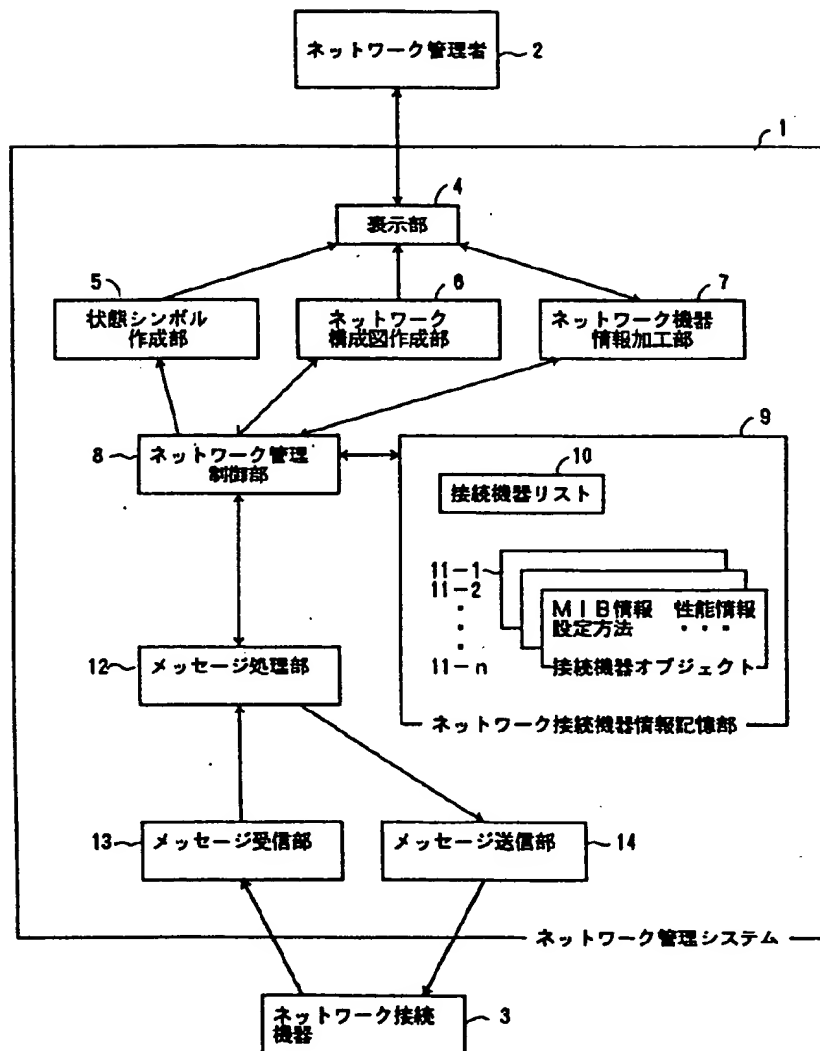 ネットワーク管理者
2
1
4
表示部
5
6
7
状態シンボル
作成部
ネットワーク
構成図作成部
ネットワーク機器
情報加工部
8
ネットワーク管理
制御部
9
10
接続機器リスト
11-1
11-2
・
・
・
11-n
MIB情報 性能情報
設定方法 ・・・
接続機器オブジェクト
ネットワーク接続機器情報記憶部
12
メッセージ処理部
13
メッセージ受信部
メッセージ送信部
14
ネットワーク管理システム
ネットワーク接続
機器
3